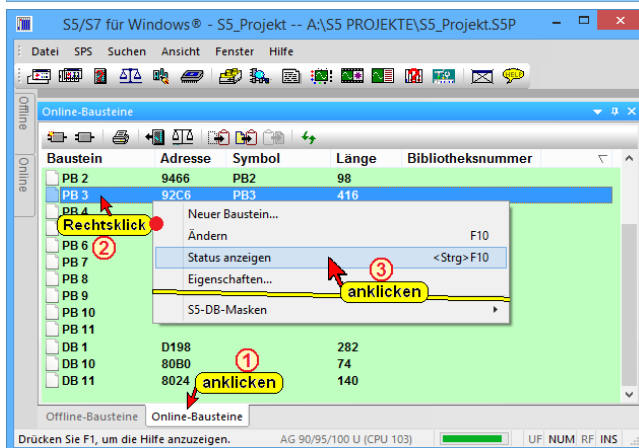 S5/S7 für Windows® - S5_Projekt -- A:\S5 PROJEKTE\S5_Projekt.S5P
Datei SPS Suchen Ansicht Fenster Hilfe
HELP
Offline
Online
Online-Bausteine
Baustein Adresse Symbol Länge Bibliotheksnummer
PB 2 9466 PB2 98
PB 3 92C6 PB3 416
PB 4
Rechtsklick
PB 6 2
PB 7
PB 8
PB 9
PB 10
PB 11
DB 1 D198 282
DB 10 80B0 74
DB 11 8024 140
Neuer Baustein...
Ändern F10
Status anzeigen <Strg>F10
Eigenschaften...
S5-DB-Masken
3
anklicken
1
anklicken
Offline-Bausteine Online-Bausteine
Drücken Sie F1, um die Hilfe anzuzeigen. AG 90/95/100 U (CPU 103) UF NUM RF INS